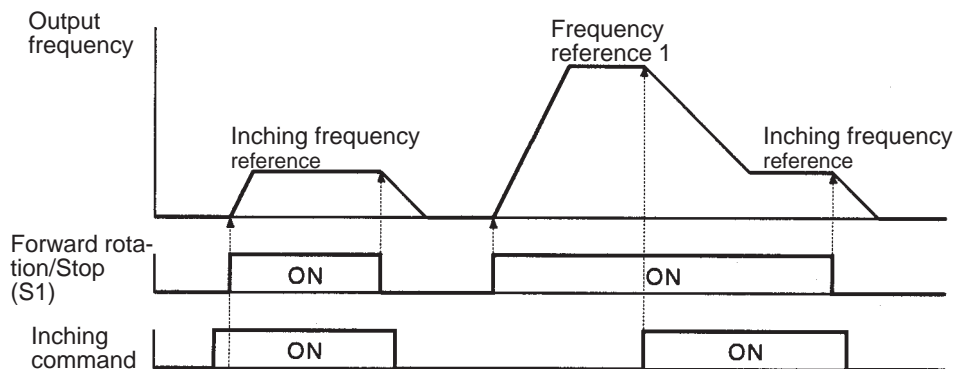 Output
frequency
Frequency
reference 1
Inching frequency
reference
Inching frequency
reference
Forward rota-
tion/Stop
(S1)
ON
ON
Inching
command
ON
ON